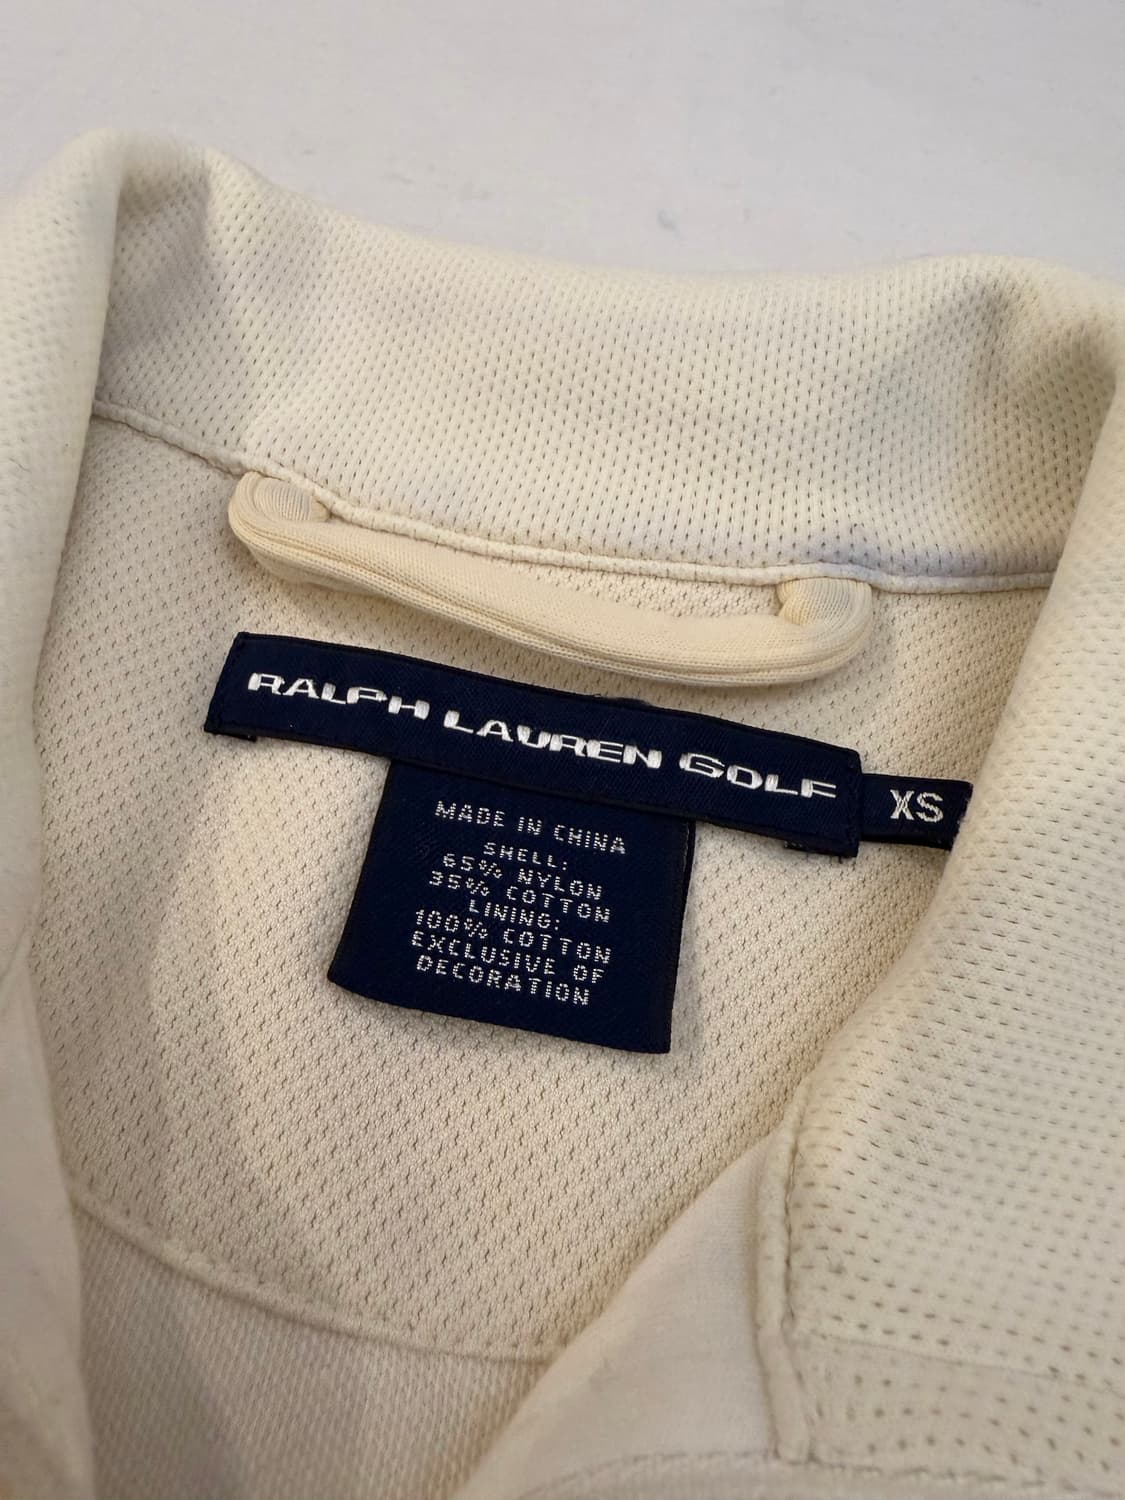 RALPH LAUREN GOLF
XS
MADE IN CHINA
SHELL:
65% NYLON
35% COTTON
LINING:
100% COTTON
EXCLUSIVE OF
DECORATION